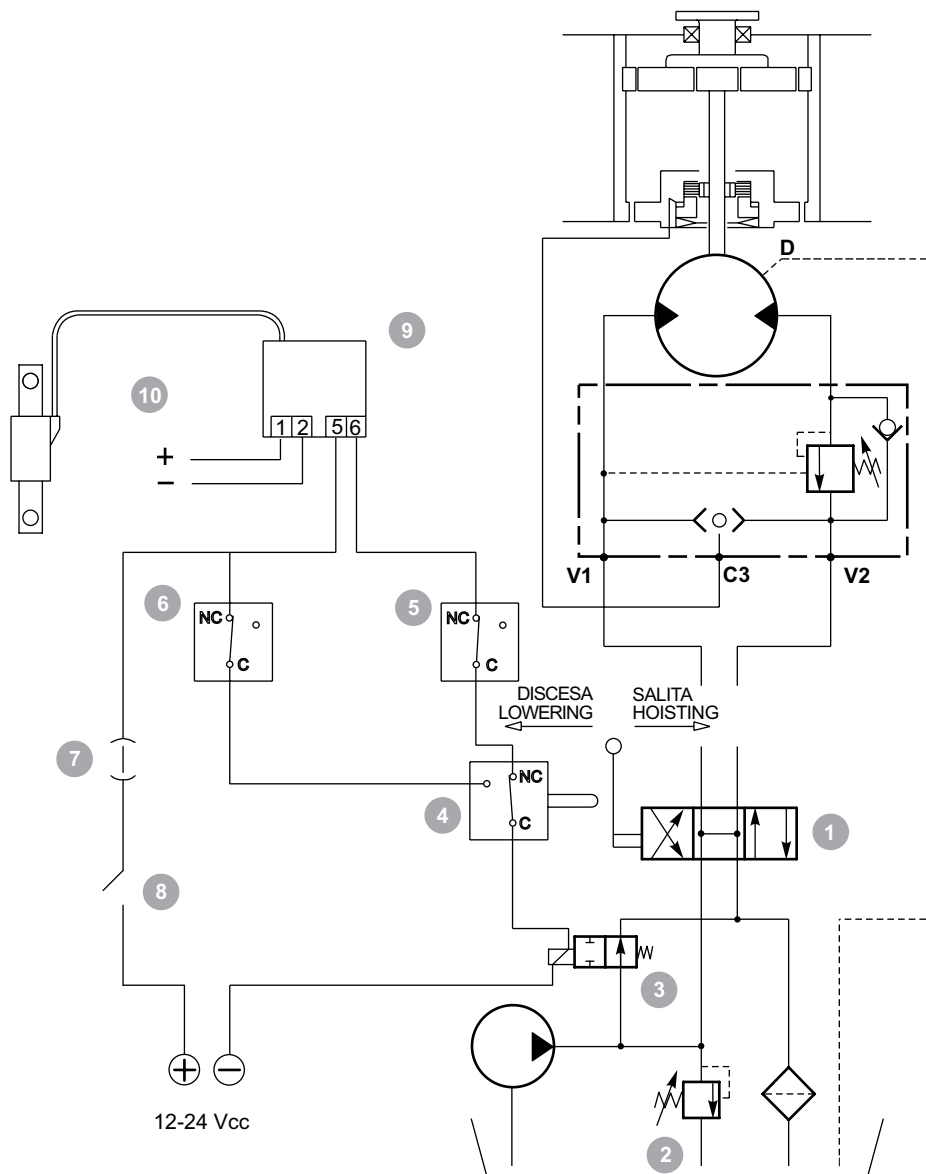 D
9
10
1 2 5 6
+
−
V1 C3 V2
6
5
NC
C
NC
C
DISCESA
LOWERING
SALITA
HOISTING
7
NC
C
4
1
8
3
+ −
12-24 Vcc
2